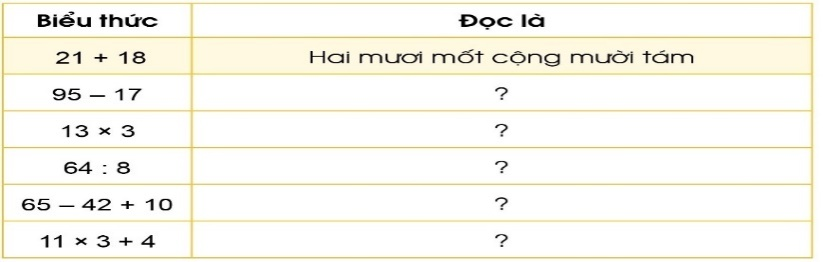 Biểu thức Đọc là
21 + 18 Hai mươi mốt cộng mười tám
95 – 17 ?
13 × 3 ?
64 : 8 ?
65 – 42 + 10 ?
11 × 3 + 4 ?